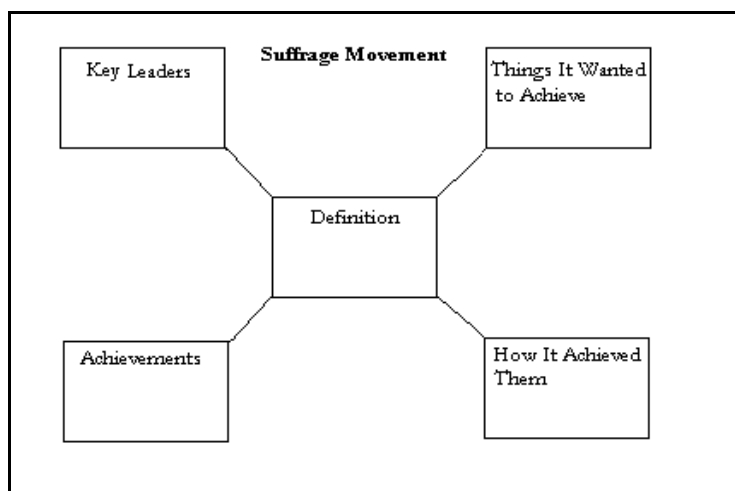 Suffrage Movement
Key Leaders
Things It Wanted
to Achieve
Definition
Achievements
How It Achieved
Them